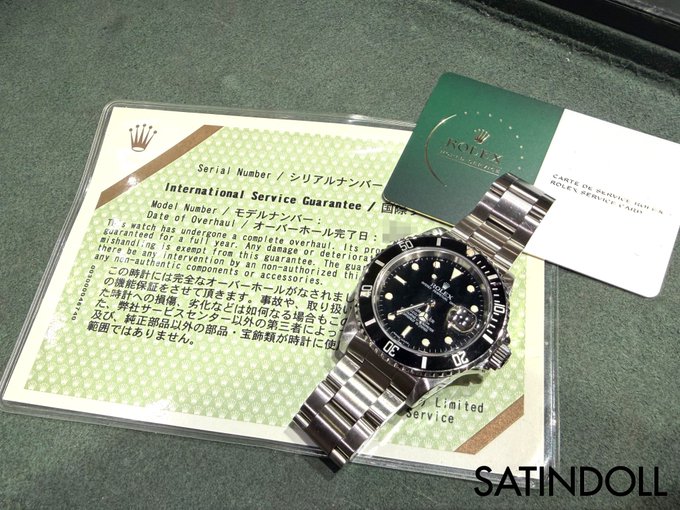 Serial Number / シリアルナンバー
International Service Guarantee / 国際
Model Number / モデルナンバー :
Date of Overhaul / オーバーホール完了日 :
This watch has undergone a complete overhaul. Its
guaranteed for a full year. Any damage or
mishandling is exempt from this guarantee. The
there be any intervention by an non-authorized
any non-authentic components or accessories.
この時計には完全なオーバーホールがなされ
の機能保証をさせて頂きます。事故や、取り扱い
た時計への損傷、劣化などは如何なる場合もこの
た、弊社サービスセンター以外の第三者によっ
及び、純正部品以外の部品・宝飾類が時計に使
範囲ではありません。
Limited
Service
ROLEX
CARTE DE SERVICE ROLEX
ROLEX SERVICE CARD
ROLEX
10
20
30
40
50
SATINDOLL